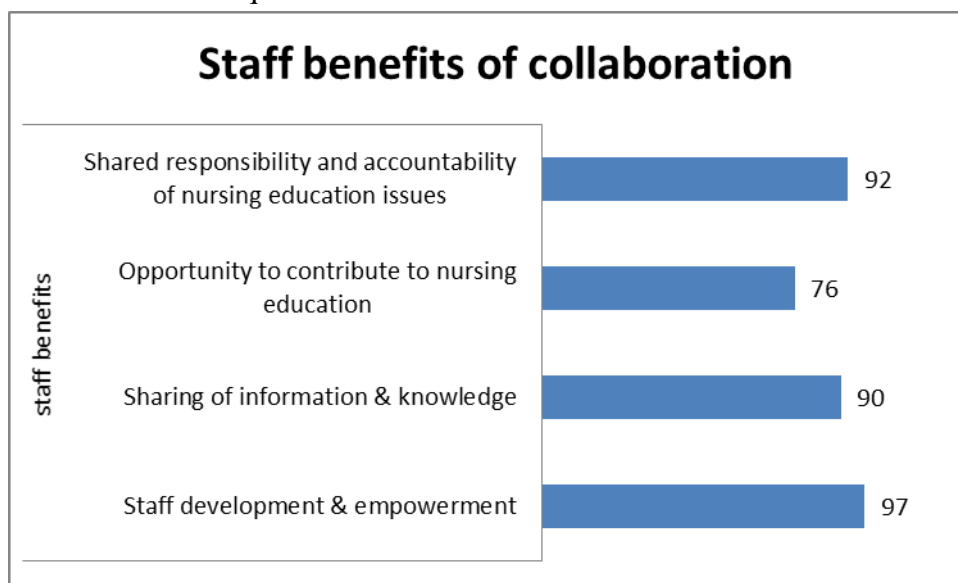 Staff benefits of collaboration
staff benefits
Shared responsibility and accountability
of nursing education issues
92
Opportunity to contribute to nursing
education
76
Sharing of information & knowledge
90
Staff development & empowerment
97